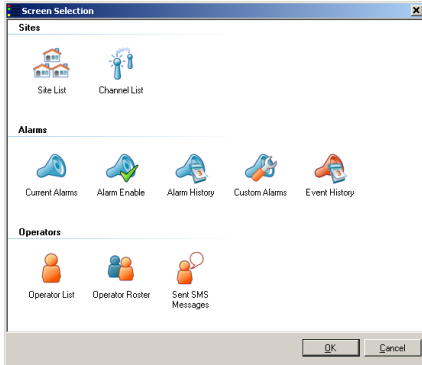 Screen Selection
Sites
Site List
Channel List
Alarms
Current Alarms
Alarm Enable
Alarm History
Custom Alarms
Event History
Operators
Operator List
Operator Roster
Sent SMS
Messages
OK
Cancel